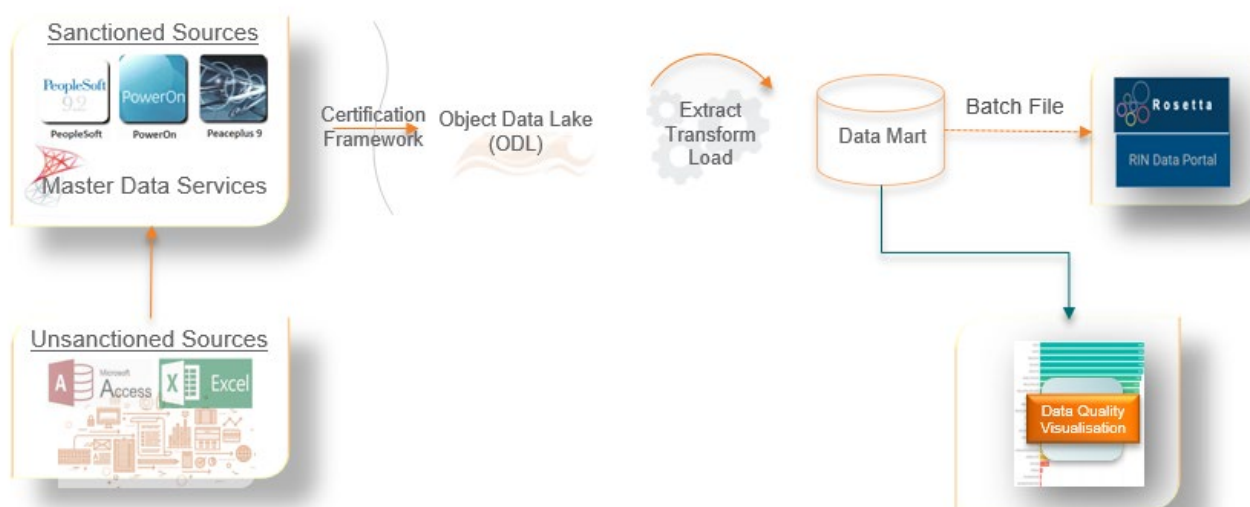 Sanctioned Sources
PeopleSoft
9.2
PowerOn
PeopleSoft
PowerOn
Peaceplus 9
Master Data Services
Certification
Framework
Object Data Lake
(ODL)
Extract
Transform
Load
Data Mart
Batch File
Rosetta
RIN Data Portal
Unsanctioned Sources
A
Microsoft
Access
X
Excel
Data Quality
Visualisation